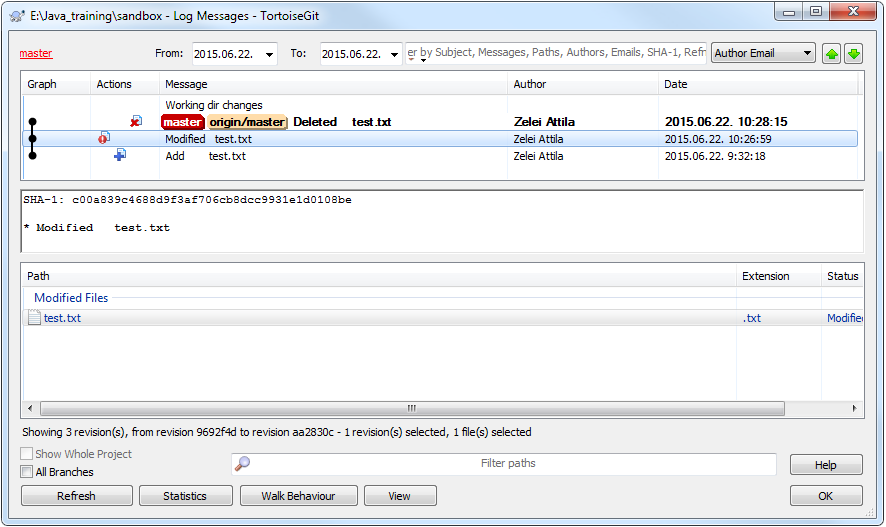 E:\Java_training\sandbox - Log Messages - TortoiseGit
master From: 2015.06.22. To: 2015.06.22. er by Subject, Messages, Paths, Authors, Emails, SHA-1, Refn Author Email
Graph Actions Message Author Date
Working dir changes
master origin/master Deleted test.txt Zelei Attila 2015.06.22. 10:28:15
Modified test.txt Zelei Attila 2015.06.22. 10:26:59
Add test.txt Zelei Attila 2015.06.22. 9:32:18
SHA-1: c00a839c4688d9f3af706cb8dcc9931e1d0108be
* Modified test.txt
Path Extension Status
Modified Files
test.txt .txt Modified
Showing 3 revision(s), from revision 9692f4d to revision aa2830c - 1 revision(s) selected, 1 file(s) selected
Show Whole Project
All Branches
Filter paths
Help
Refresh Statistics Walk Behaviour View OK